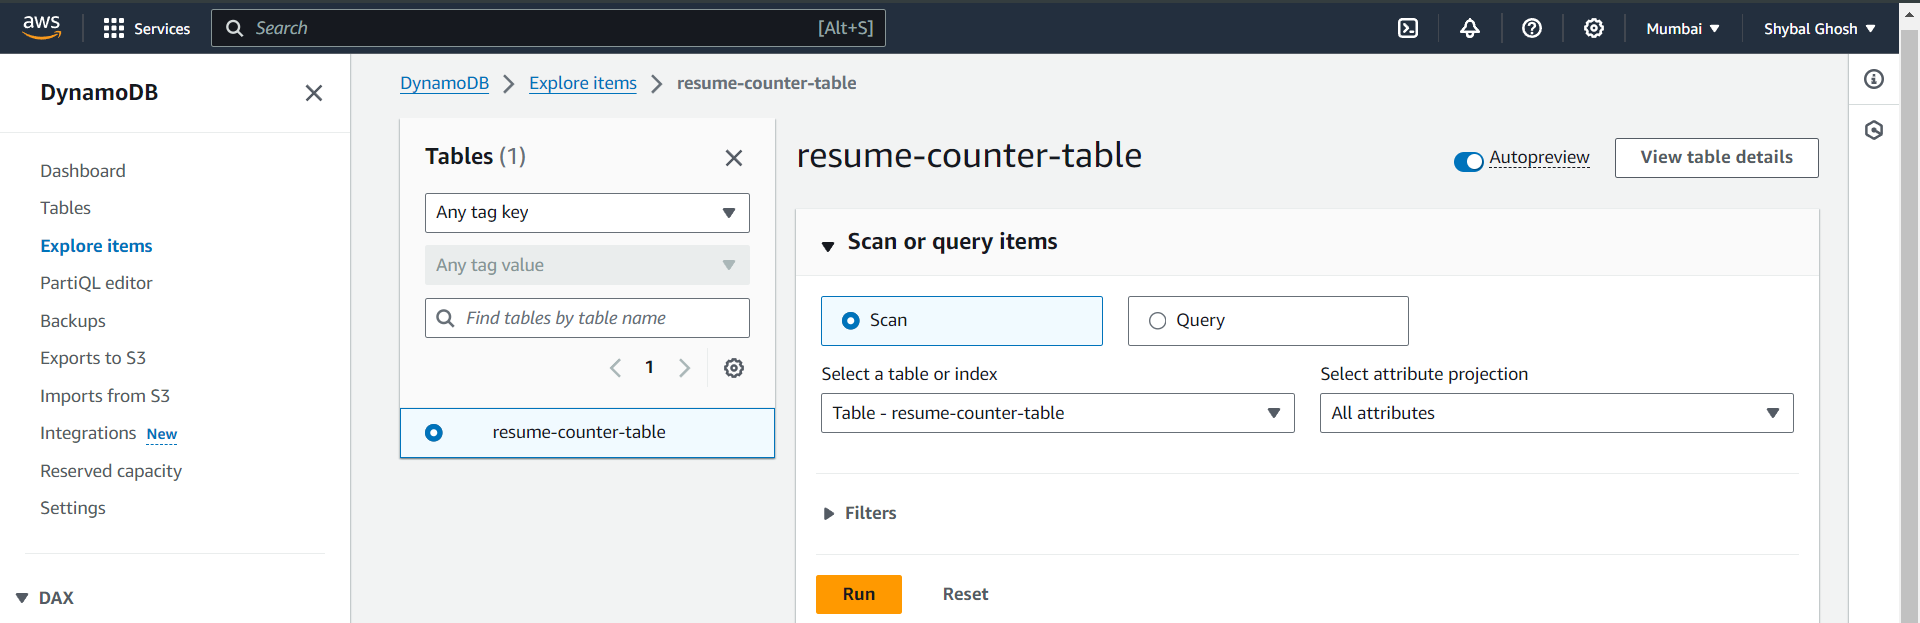 aws Services Search [Alt+S] Mumbai Shybal Ghosh
DynamoDB
Dashboard
Tables
Explore items
PartiQL editor
Backups
Exports to S3
Imports from S3
Integrations New
Reserved capacity
Settings
DAX
DynamoDB Explore items resume-counter-table
Tables (1)
Any tag key
Any tag value
Find tables by table name
1
resume-counter-table
resume-counter-table
Autopreview
View table details
Scan or query items
Scan Query
Select a table or index
Table - resume-counter-table
Select attribute projection
All attributes
Filters
Run Reset